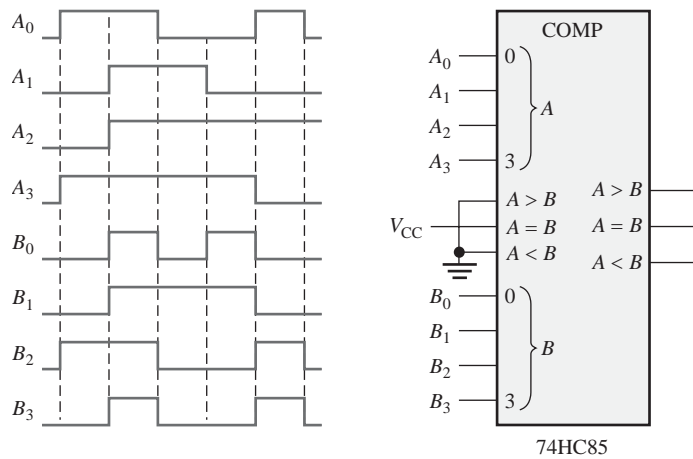 A0
A1
A2
A3
B0
B1
B2
B3
COMP
A0 0
A1
A2
A3 3
A
A > B
VCC A = B
A < B
A > B
A = B
A < B
B0 0
B1
B2
B3 3
B
74HC85